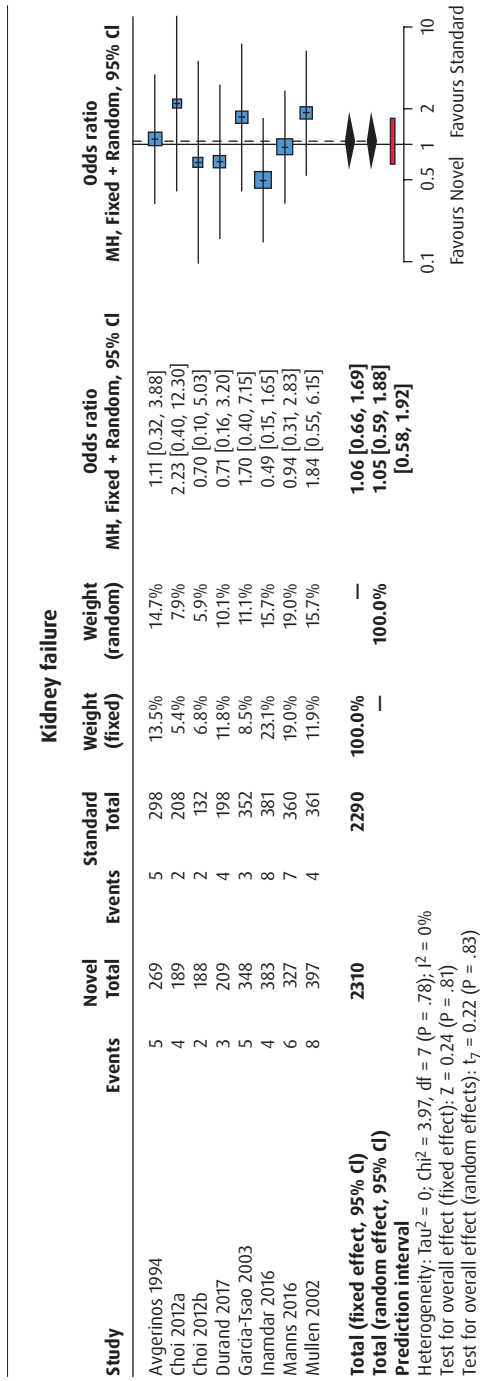 Kidney failure
Novel Standard Weight Weight Odds ratio Odds ratio
Study Events Total Events Total (fixed) (random) MH, Fixed + Random, 95% CI MH, Fixed + Random, 95% CI
Avgerinos 1994 5 269 5 298 13.5% 14.7% 1.11 [0.32, 3.88]
Choi 2012a 4 189 2 208 5.4% 7.9% 2.23 [0.40, 12.30]
Choi 2012b 2 188 2 132 6.8% 5.9% 0.70 [0.10, 5.03]
Durand 2017 3 209 4 198 11.8% 10.1% 0.71 [0.16, 3.20]
Garcia-Tsao 2003 5 348 3 352 8.5% 11.1% 1.70 [0.40, 7.15]
Inamdar 2016 4 383 8 381 23.1% 15.7% 0.49 [0.15, 1.65]
Manns 2016 6 327 7 360 19.0% 19.0% 0.94 [0.31, 2.83]
Mullen 2002 8 397 4 361 11.9% 15.7% 1.84 [0.55, 6.15]
Total (fixed effect, 95% CI) 2310 2290 100.0% — 1.06 [0.66, 1.69]
Total (random effect, 95% CI) — 100.0% 1.05 [0.59, 1.88]
Prediction interval [0.58, 1.92]
Heterogeneity: Tau² = 0; Chi² = 3.97, df = 7 (P = .78); I² = 0%
Test for overall effect (fixed effect): Z = 0.24 (P = .81)
Test for overall effect (random effects): t₇ = 0.22 (P = .83)
0.1 0.5 1 2 10
Favours Novel Favours Standard